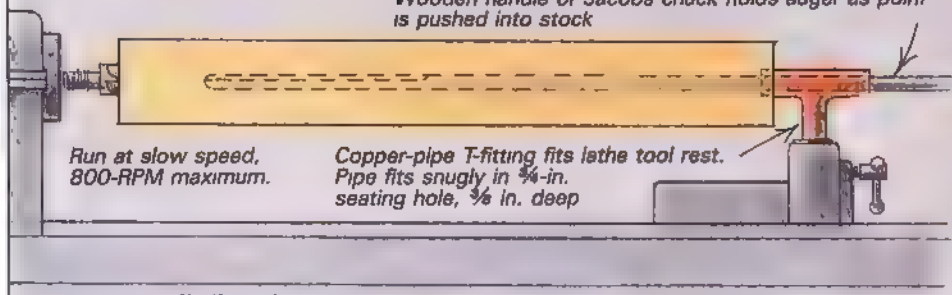 Wooden handle or Jacobs chuck holds auger as point
is pushed into stock
Run at slow speed,
800-RPM maximum.
Copper-pipe T-fitting fits lathe tool rest.
Pipe fits snugly in ¾-in.
seating hole, ⅜ in. deep